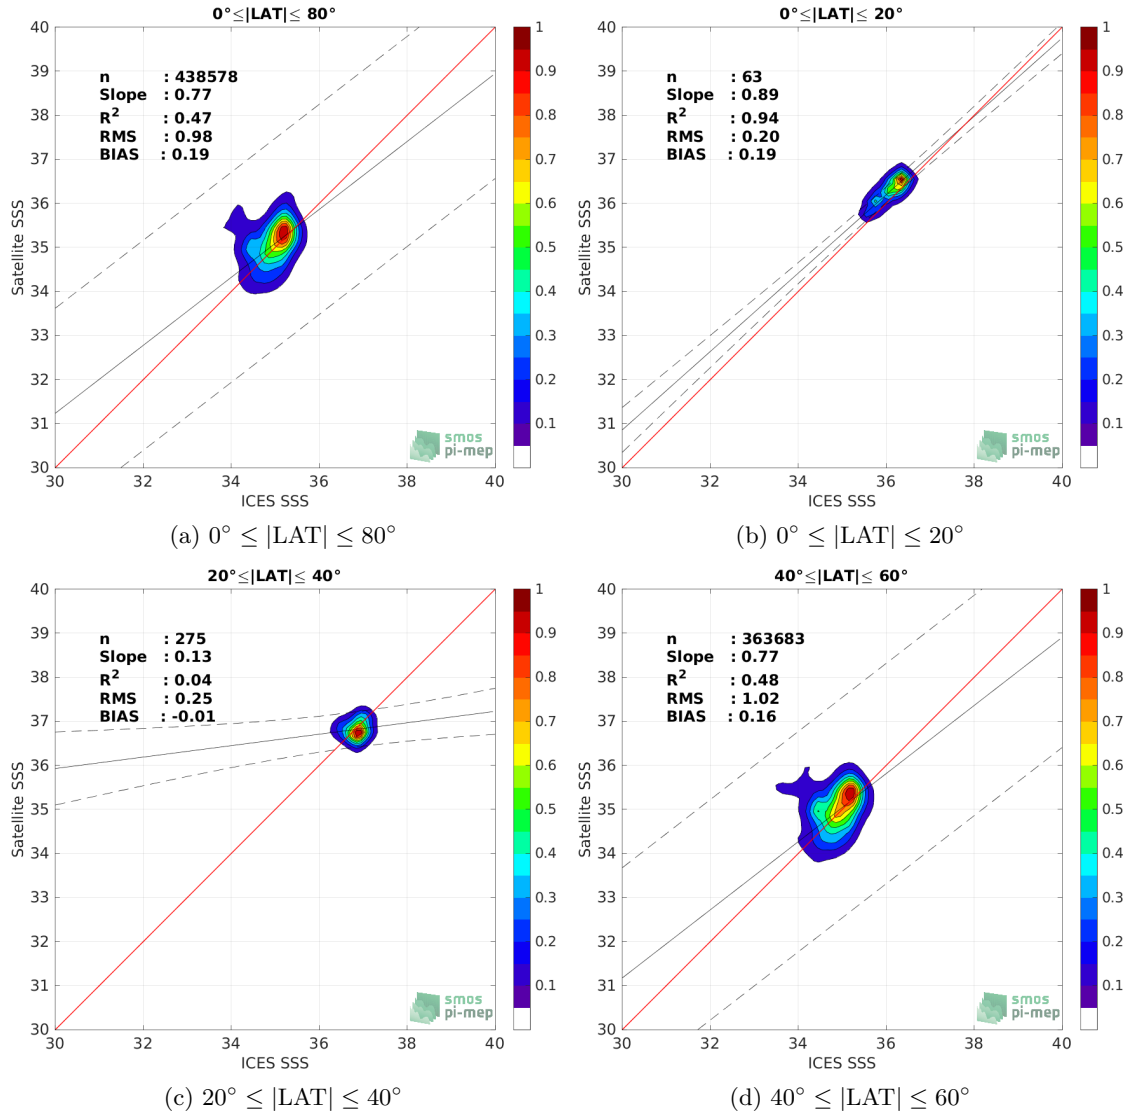 0°≤|LAT|≤ 80°
n : 438578
Slope : 0.77
R² : 0.47
RMS : 0.98
BIAS : 0.19
40
39
38
37
36
35
34
33
32
31
30
Satellite SSS
30 32 34 36 38 40
ICES SSS
1
0.9
0.8
0.7
0.6
0.5
0.4
0.3
0.2
0.1
smos
pi-mep
(a) 0° ≤ |LAT| ≤ 80°
0°≤|LAT|≤ 20°
n : 63
Slope : 0.89
R² : 0.94
RMS : 0.20
BIAS : 0.19
40
39
38
37
36
35
34
33
32
31
30
Satellite SSS
30 32 34 36 38 40
ICES SSS
1
0.9
0.8
0.7
0.6
0.5
0.4
0.3
0.2
0.1
smos
pi-mep
(b) 0° ≤ |LAT| ≤ 20°
20°≤|LAT|≤ 40°
n : 275
Slope : 0.13
R² : 0.04
RMS : 0.25
BIAS : -0.01
40
39
38
37
36
35
34
33
32
31
30
Satellite SSS
30 32 34 36 38 40
ICES SSS
1
0.9
0.8
0.7
0.6
0.5
0.4
0.3
0.2
0.1
smos
pi-mep
(c) 20° ≤ |LAT| ≤ 40°
40°≤|LAT|≤ 60°
n : 363683
Slope : 0.77
R² : 0.48
RMS : 1.02
BIAS : 0.16
40
39
38
37
36
35
34
33
32
31
30
Satellite SSS
30 32 34 36 38 40
ICES SSS
1
0.9
0.8
0.7
0.6
0.5
0.4
0.3
0.2
0.1
smos
pi-mep
(d) 40° ≤ |LAT| ≤ 60°